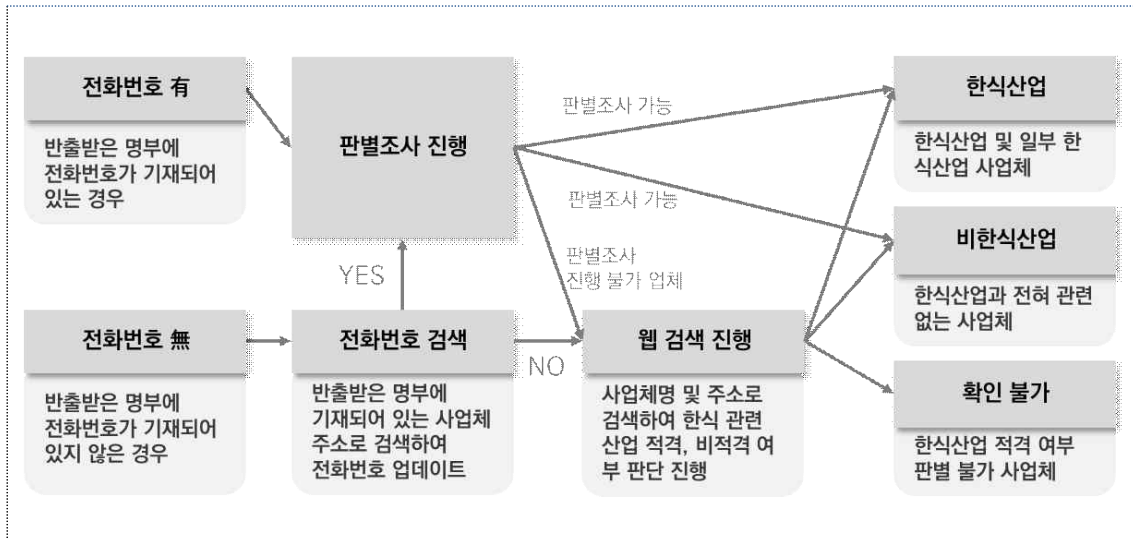 전화번호 有
반출받은 명부에
전화번호가 기재되어
있는 경우
판별조사 진행
판별조사 가능
판별조사 가능
판별조사
진행 불가 업체
한식산업
한식산업 및 일부 한
식산업 사업체
비한식산업
한식산업과 전혀 관련
없는 사업체
YES
전화번호 無
반출받은 명부에
전화번호가 기재되어
있지 않은 경우
전화번호 검색
반출받은 명부에
기재되어 있는 사업체
주소로 검색하여
전화번호 업데이트
NO
웹 검색 진행
사업체명 및 주소로
검색하여 한식 관련
산업 적격, 비적격 여
부 판단 진행
확인 불가
한식산업 적격 여부
판별 불가 사업체